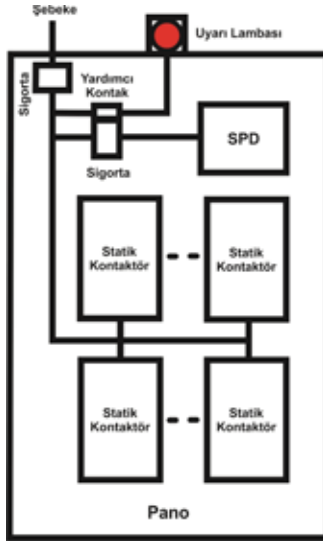 Şebeke
Uyarı Lambası
Sigorta
Yardımcı
Kontak
SPD
Sigorta
Statik
Kontaktör
Statik
Kontaktör
Statik
Kontaktör
Statik
Kontaktör
Pano